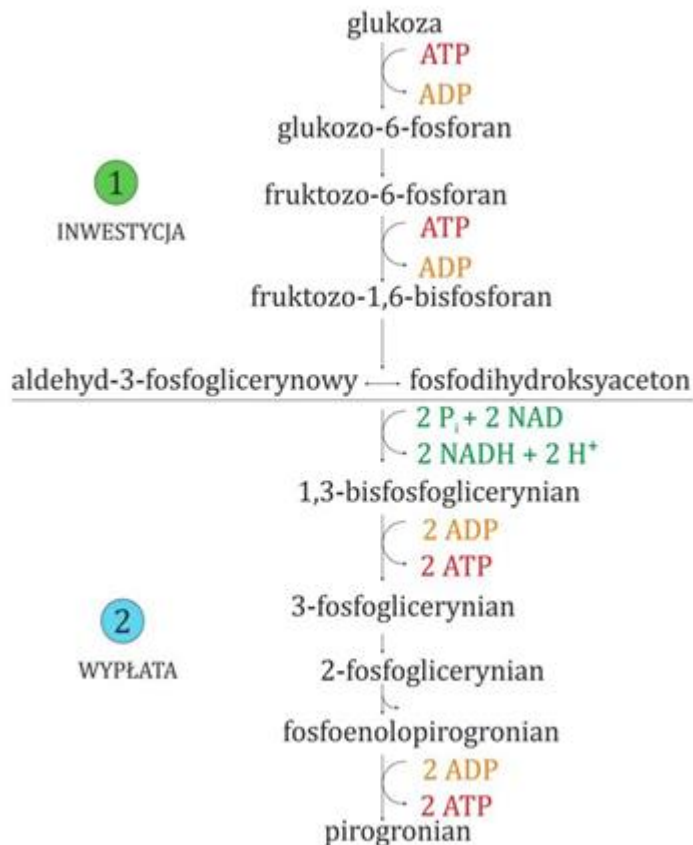 glukoza
ATP
ADP
glukozo-6-fosforan
1
INWESTYCJA
fruktozo-6-fosforan
ATP
ADP
fruktozo-1,6-bisfosforan
aldehyd-3-fosfoglicerynowy
fosfodihydroksyaceton
2 Pi + 2 NAD
2 NADH + 2 H⁺
1,3-bisfosfoglicerynian
2 ADP
2 ATP
3-fosfoglicerynian
2
WYPŁATA
2-fosfoglicerynian
fosfoenolopirogronian
2 ADP
2 ATP
pirogronian